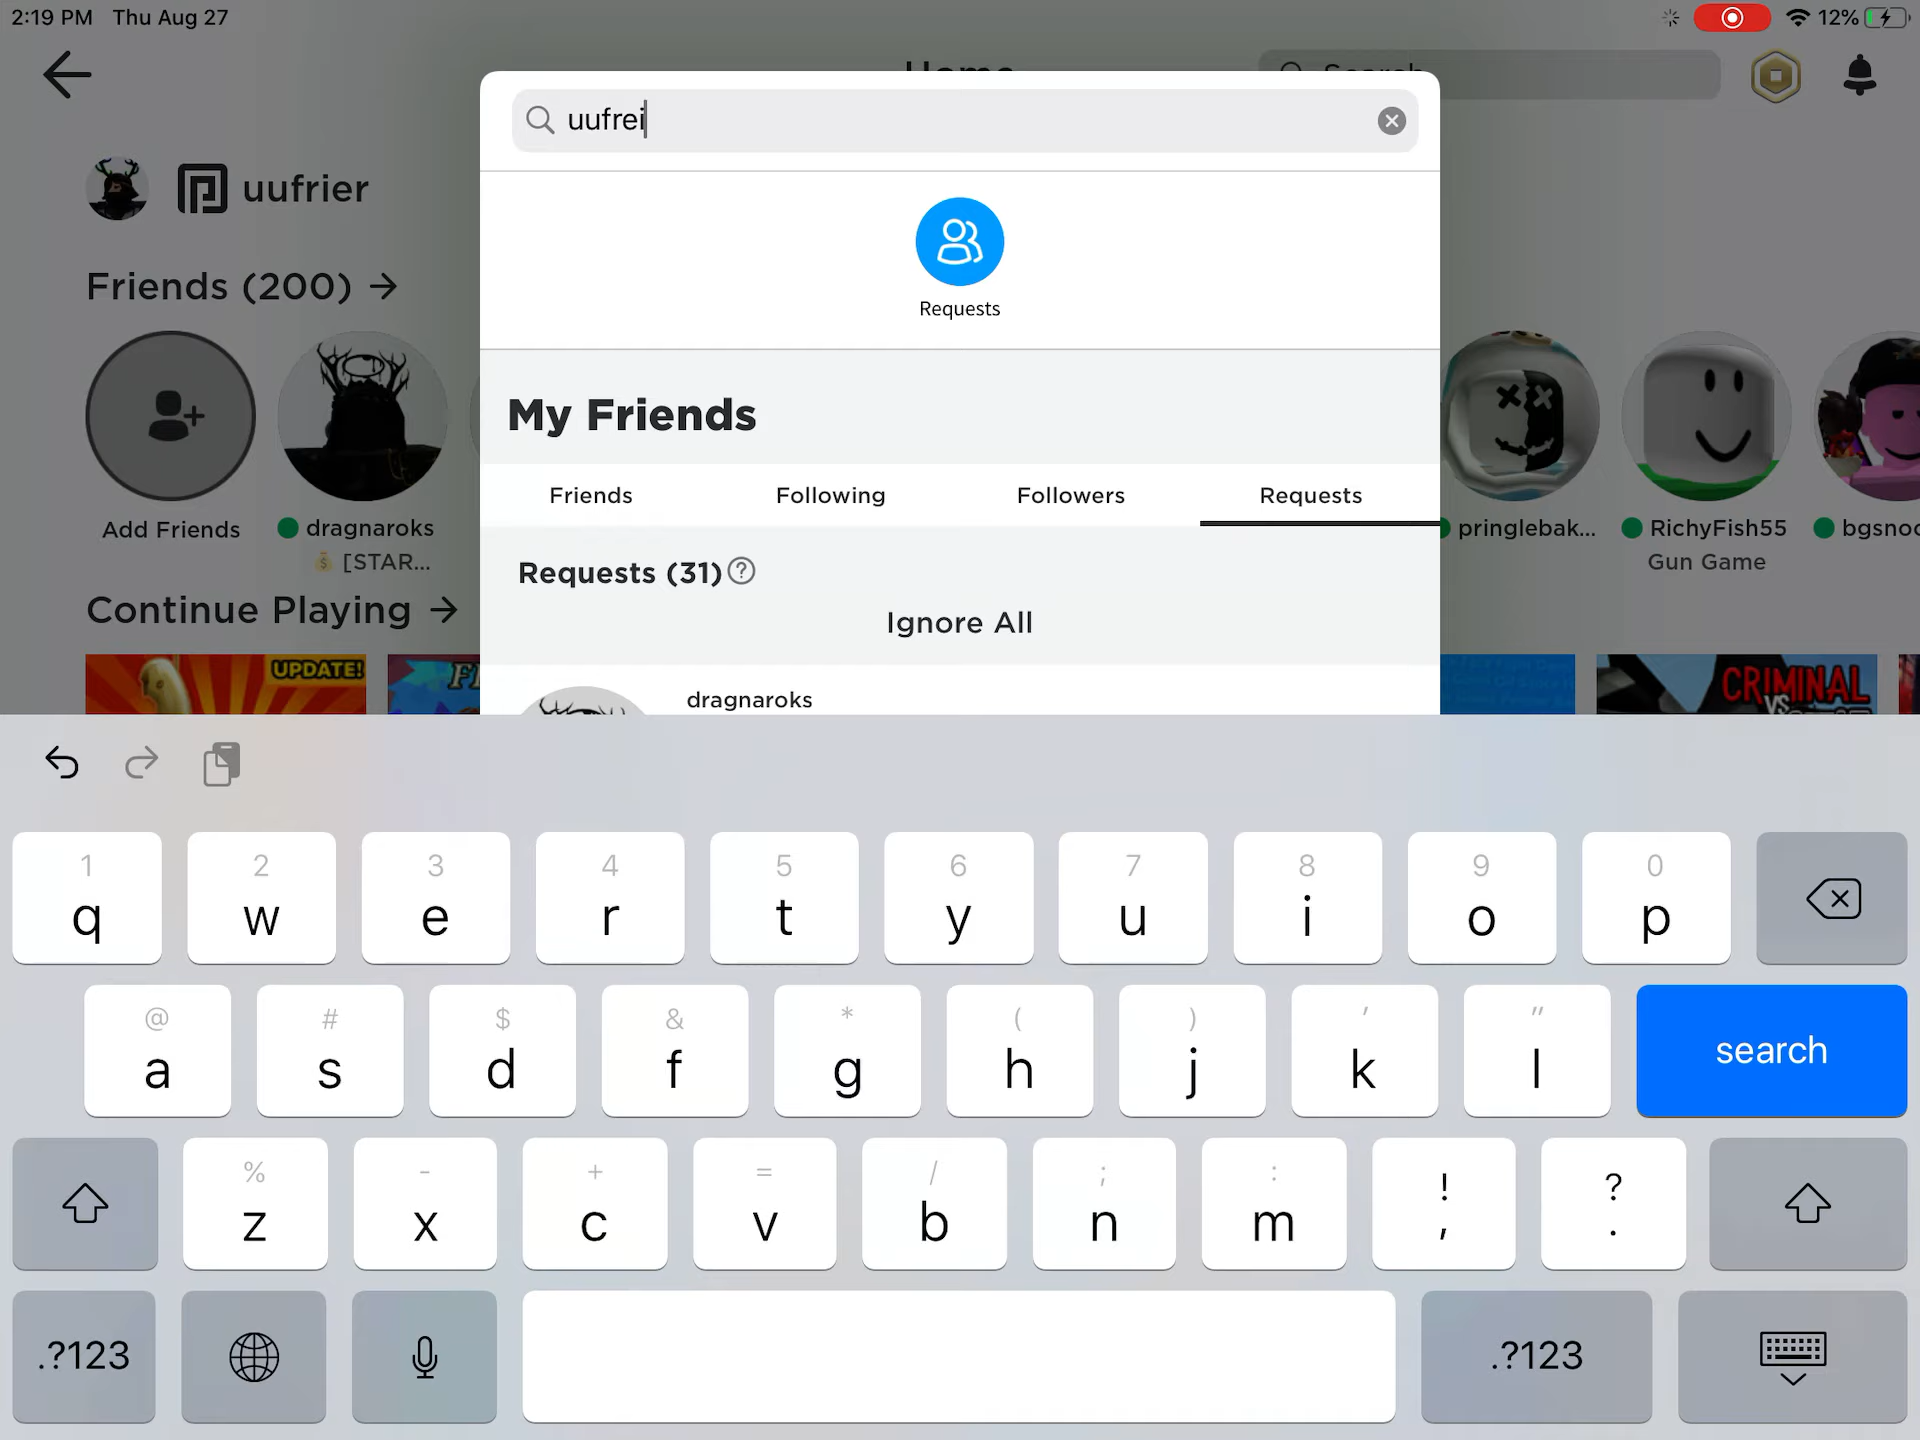 2:19 PM Thu Aug 27
12%
uufrei
uufrier
Requests
Friends (200) →
My Friends
Friends Following Followers Requests
Add Friends
dragnaroks
[STAR...
pringlebak...
RichyFish55
Gun Game
Requests (31)
?
Continue Playing →
Ignore All
UPDATE!
CRIMINAL
VS
dragnaroks
1 2 3 4 5 6 7 8 9 0
q w e r t y u i o p
@ # $ & * ( ) ' "
a s d f g h j k l
search
% - + = / ; : ! ?
z x c v b n m , .
.?123
.?123